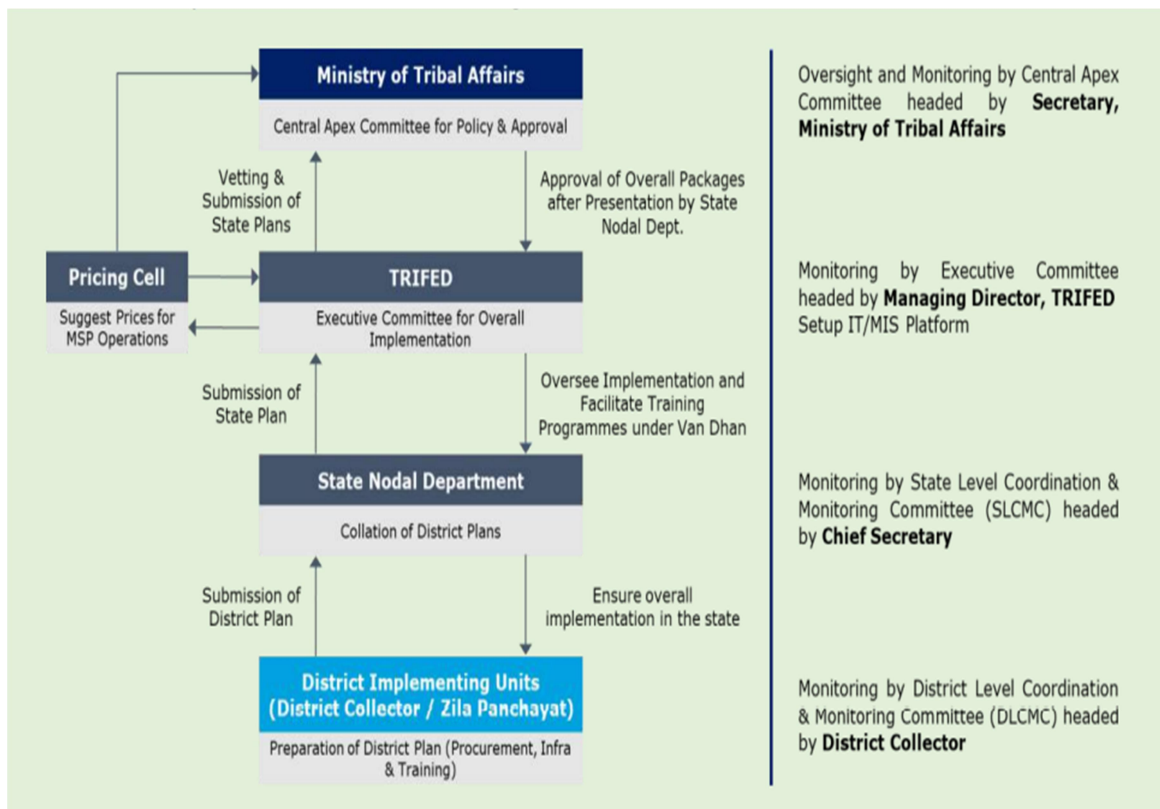 Ministry of Tribal Affairs
Central Apex Committee for Policy & Approval
Oversight and Monitoring by Central Apex
Committee headed by Secretary,
Ministry of Tribal Affairs
Vetting &
Submission of
State Plans
Approval of Overall Packages
after Presentation by State
Nodal Dept.
Pricing Cell
Suggest Prices for
MSP Operations
TRIFED
Executive Committee for Overall
Implementation
Monitoring by Executive Committee
headed by Managing Director, TRIFED
Setup IT/MIS Platform
Submission of
State Plan
Oversee Implementation and
Facilitate Training
Programmes under Van Dhan
State Nodal Department
Collation of District Plans
Monitoring by State Level Coordination &
Monitoring Committee (SLCMC) headed
by Chief Secretary
Submission of
District Plan
Ensure overall
implementation in the state
District Implementing Units
(District Collector / Zila Panchayat)
Preparation of District Plan (Procurement, Infra
& Training)
Monitoring by District Level Coordination
& Monitoring Committee (DLCMC) headed
by District Collector